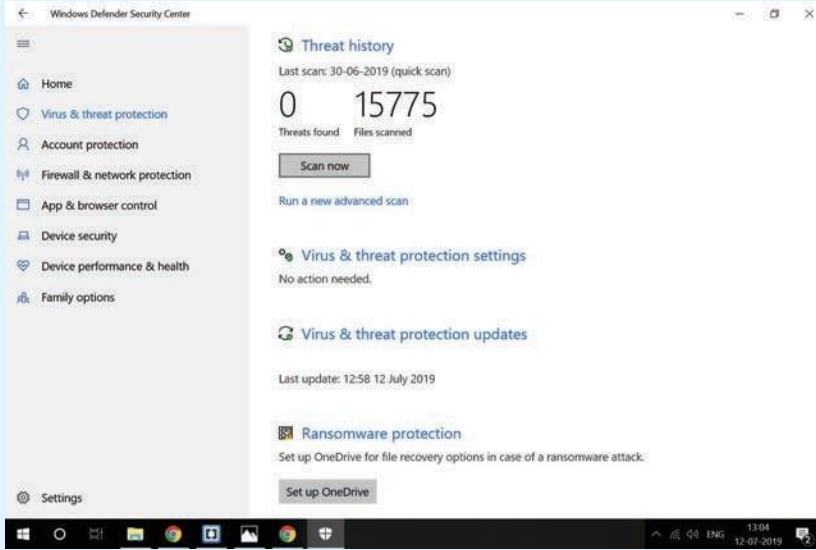 Windows Defender Security Center
Home
Virus & threat protection
Account protection
Firewall & network protection
App & browser control
Device security
Device performance & health
Family options
Settings
Threat history
Last scan: 30-06-2019 (quick scan)
0 15775
Threats found Files scanned
Scan now
Run a new advanced scan
Virus & threat protection settings
No action needed.
Virus & threat protection updates
Last update: 12:58 12 July 2019
Ransomware protection
Set up OneDrive for file recovery options in case of a ransomware attack.
Set up OneDrive
ENG
13:04
12-07-2019
2